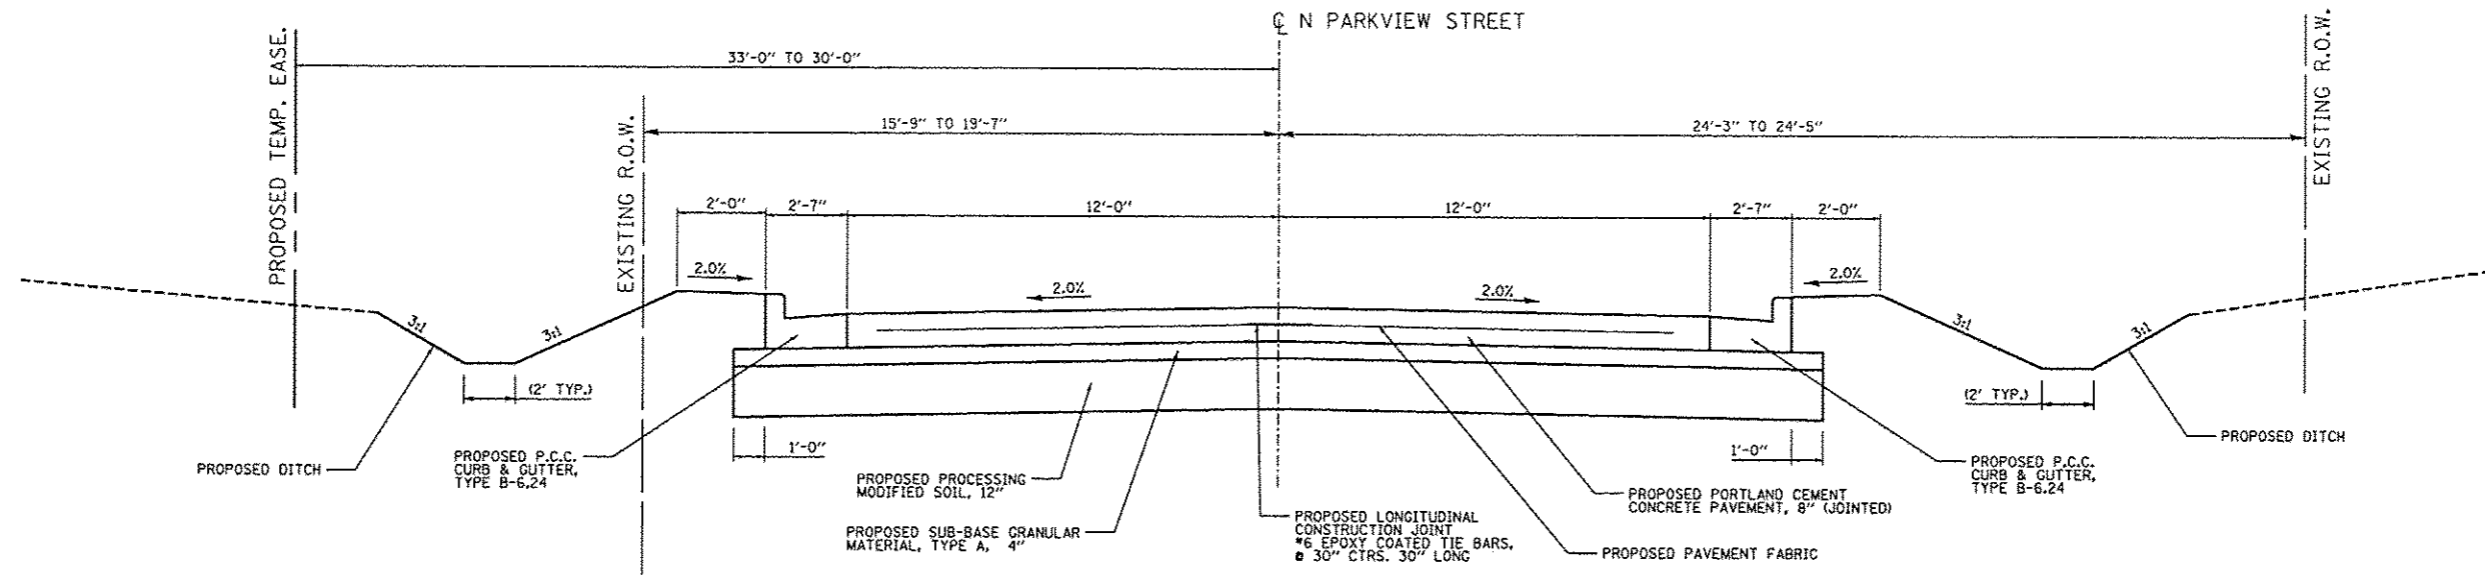 ℄ N PARKVIEW STREET
PROPOSED TEMP. EASE.
EXISTING R.O.W.
EXISTING R.O.W.
33'-0" TO 30'-0"
15'-9" TO 19'-7"
24'-3" TO 24'-5"
2'-0"
2'-7"
12'-0"
12'-0"
2'-7"
2'-0"
2.0%
2.0%
2.0%
2.0%
3:1
3:1
3:1
3:1
(2' TYP.)
(2' TYP.)
1'-0"
1'-0"
PROPOSED DITCH
PROPOSED P.C.C.
CURB & GUTTER,
TYPE B-6.24
PROPOSED PROCESSING
MODIFIED SOIL, 12"
PROPOSED SUB-BASE GRANULAR
MATERIAL, TYPE A, 4"
PROPOSED LONGITUDINAL
CONSTRUCTION JOINT
#6 EPOXY COATED TIE BARS,
@ 30" CTRS. 30" LONG
PROPOSED PORTLAND CEMENT
CONCRETE PAVEMENT, 8" (JOINTED)
PROPOSED PAVEMENT FABRIC
PROPOSED P.C.C.
CURB & GUTTER,
TYPE B-6.24
PROPOSED DITCH